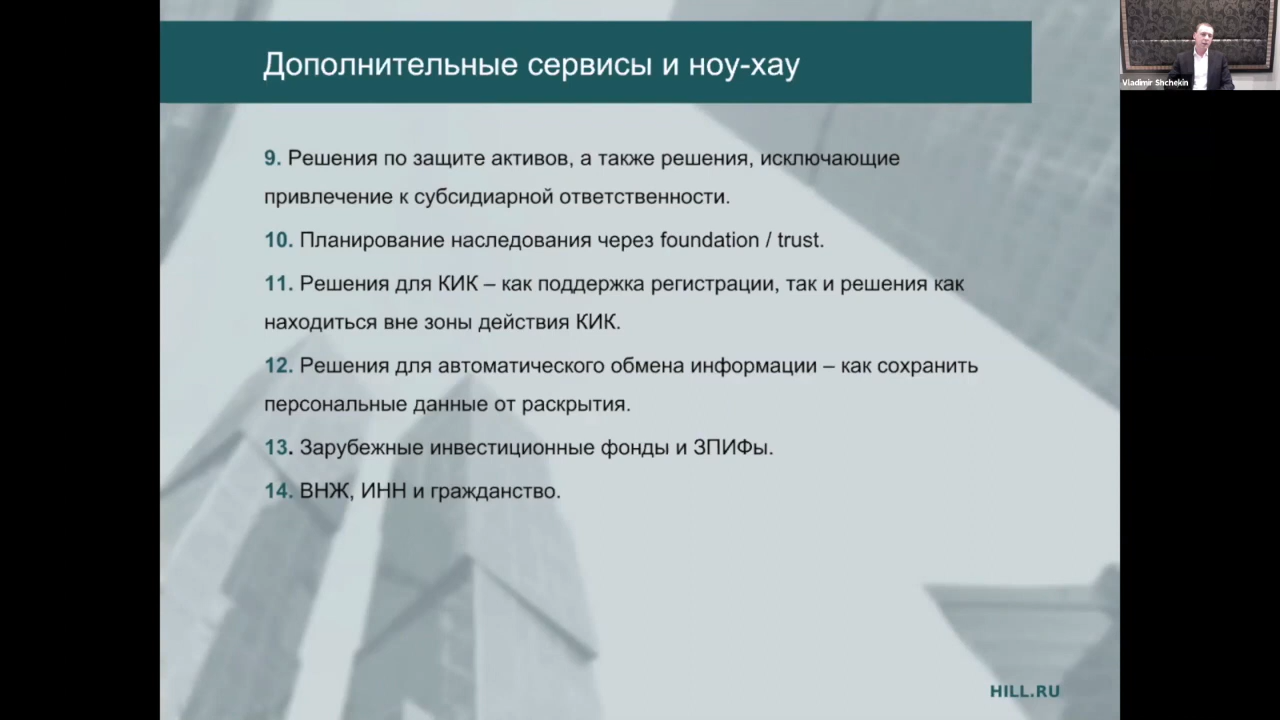 Дополнительные сервисы и ноу-хау
Vladimir Shchekin
9. Решения по защите активов, а также решения, исключающие
привлечение к субсидиарной ответственности.
10. Планирование наследования через foundation / trust.
11. Решения для КИК – как поддержка регистрации, так и решения как
находиться вне зоны действия КИК.
12. Решения для автоматического обмена информации – как сохранить
персональные данные от раскрытия.
13. Зарубежные инвестиционные фонды и ЗПИФы.
14. ВНЖ, ИНН и гражданство.
HILL.RU